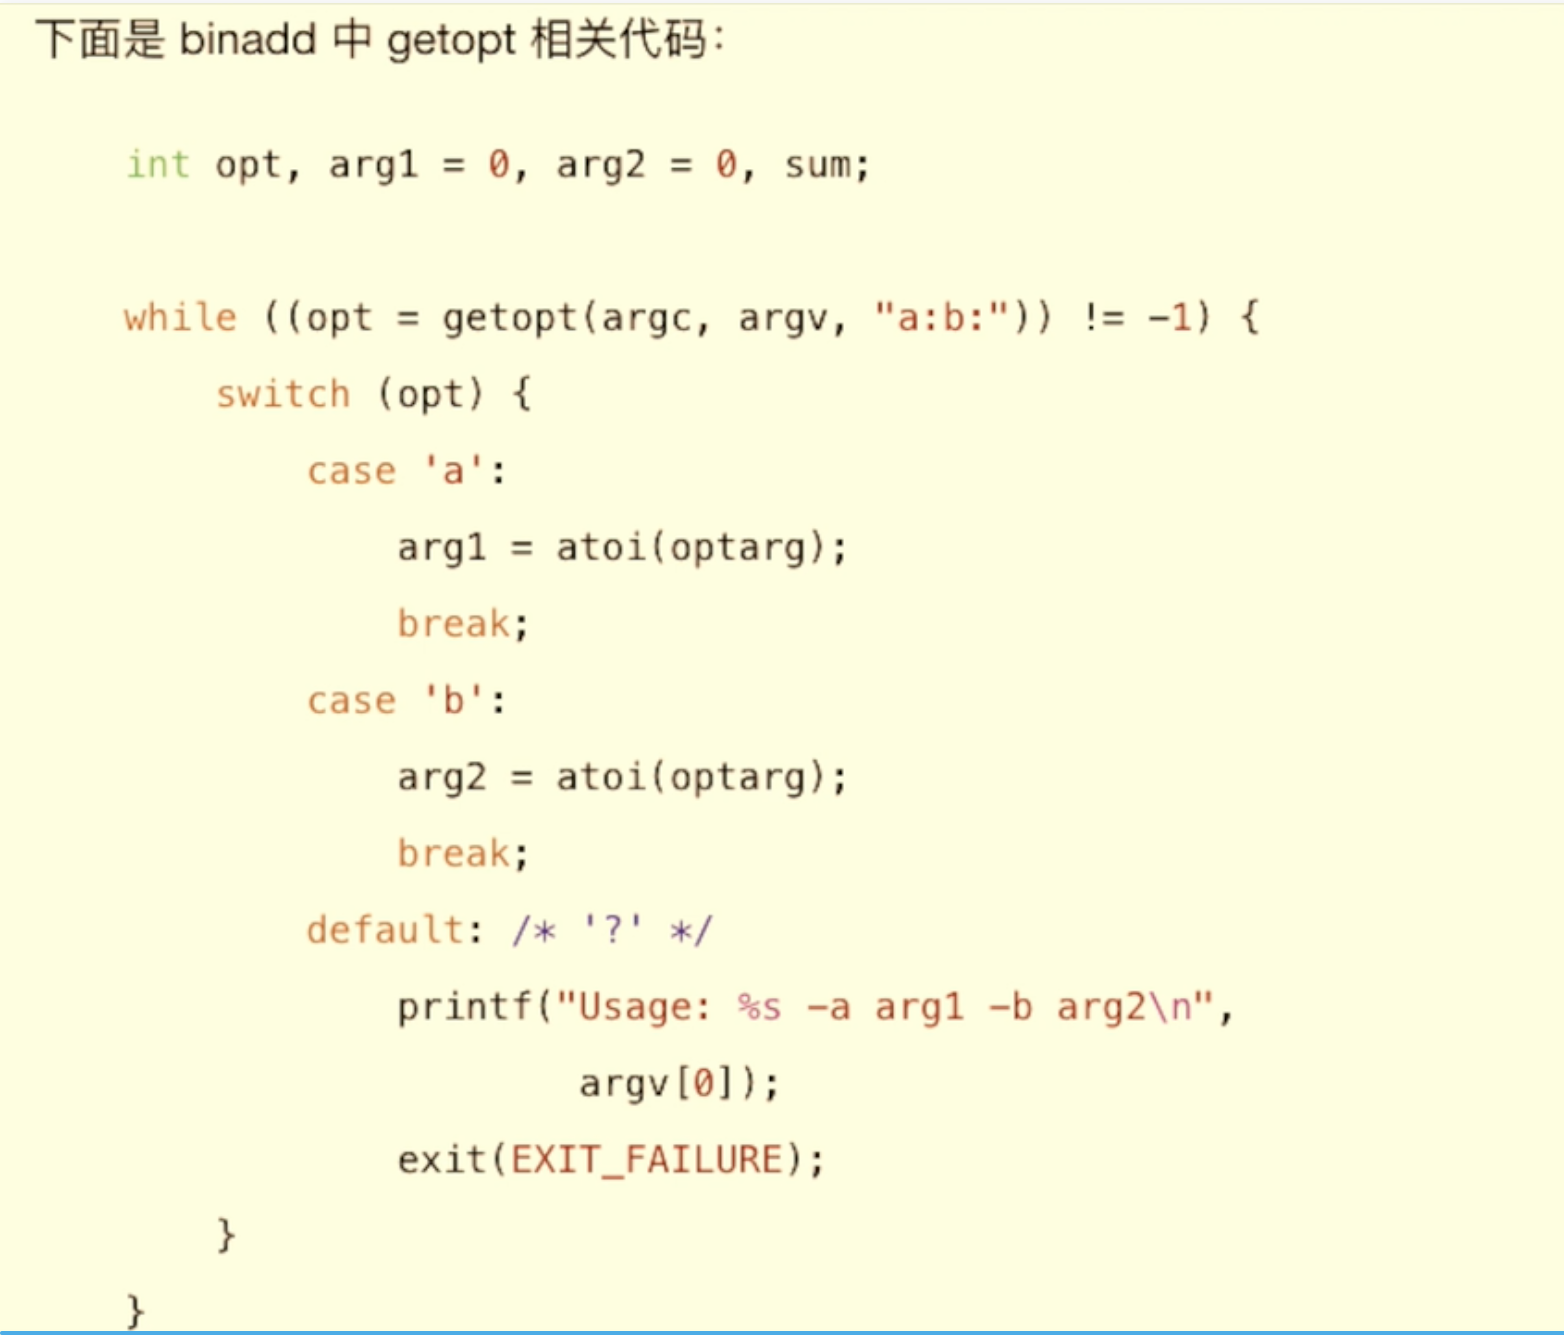 下面是 binadd 中 getopt 相关代码：
int opt, arg1 = 0, arg2 = 0, sum;
while ((opt = getopt(argc, argv, "a:b:")) != -1) {
switch (opt) {
case 'a':
arg1 = atoi(optarg);
break;
case 'b':
arg2 = atoi(optarg);
break;
default: /* '?' */
printf("Usage: %s -a arg1 -b arg2\n",
argv[0]);
exit(EXIT_FAILURE);
}
}